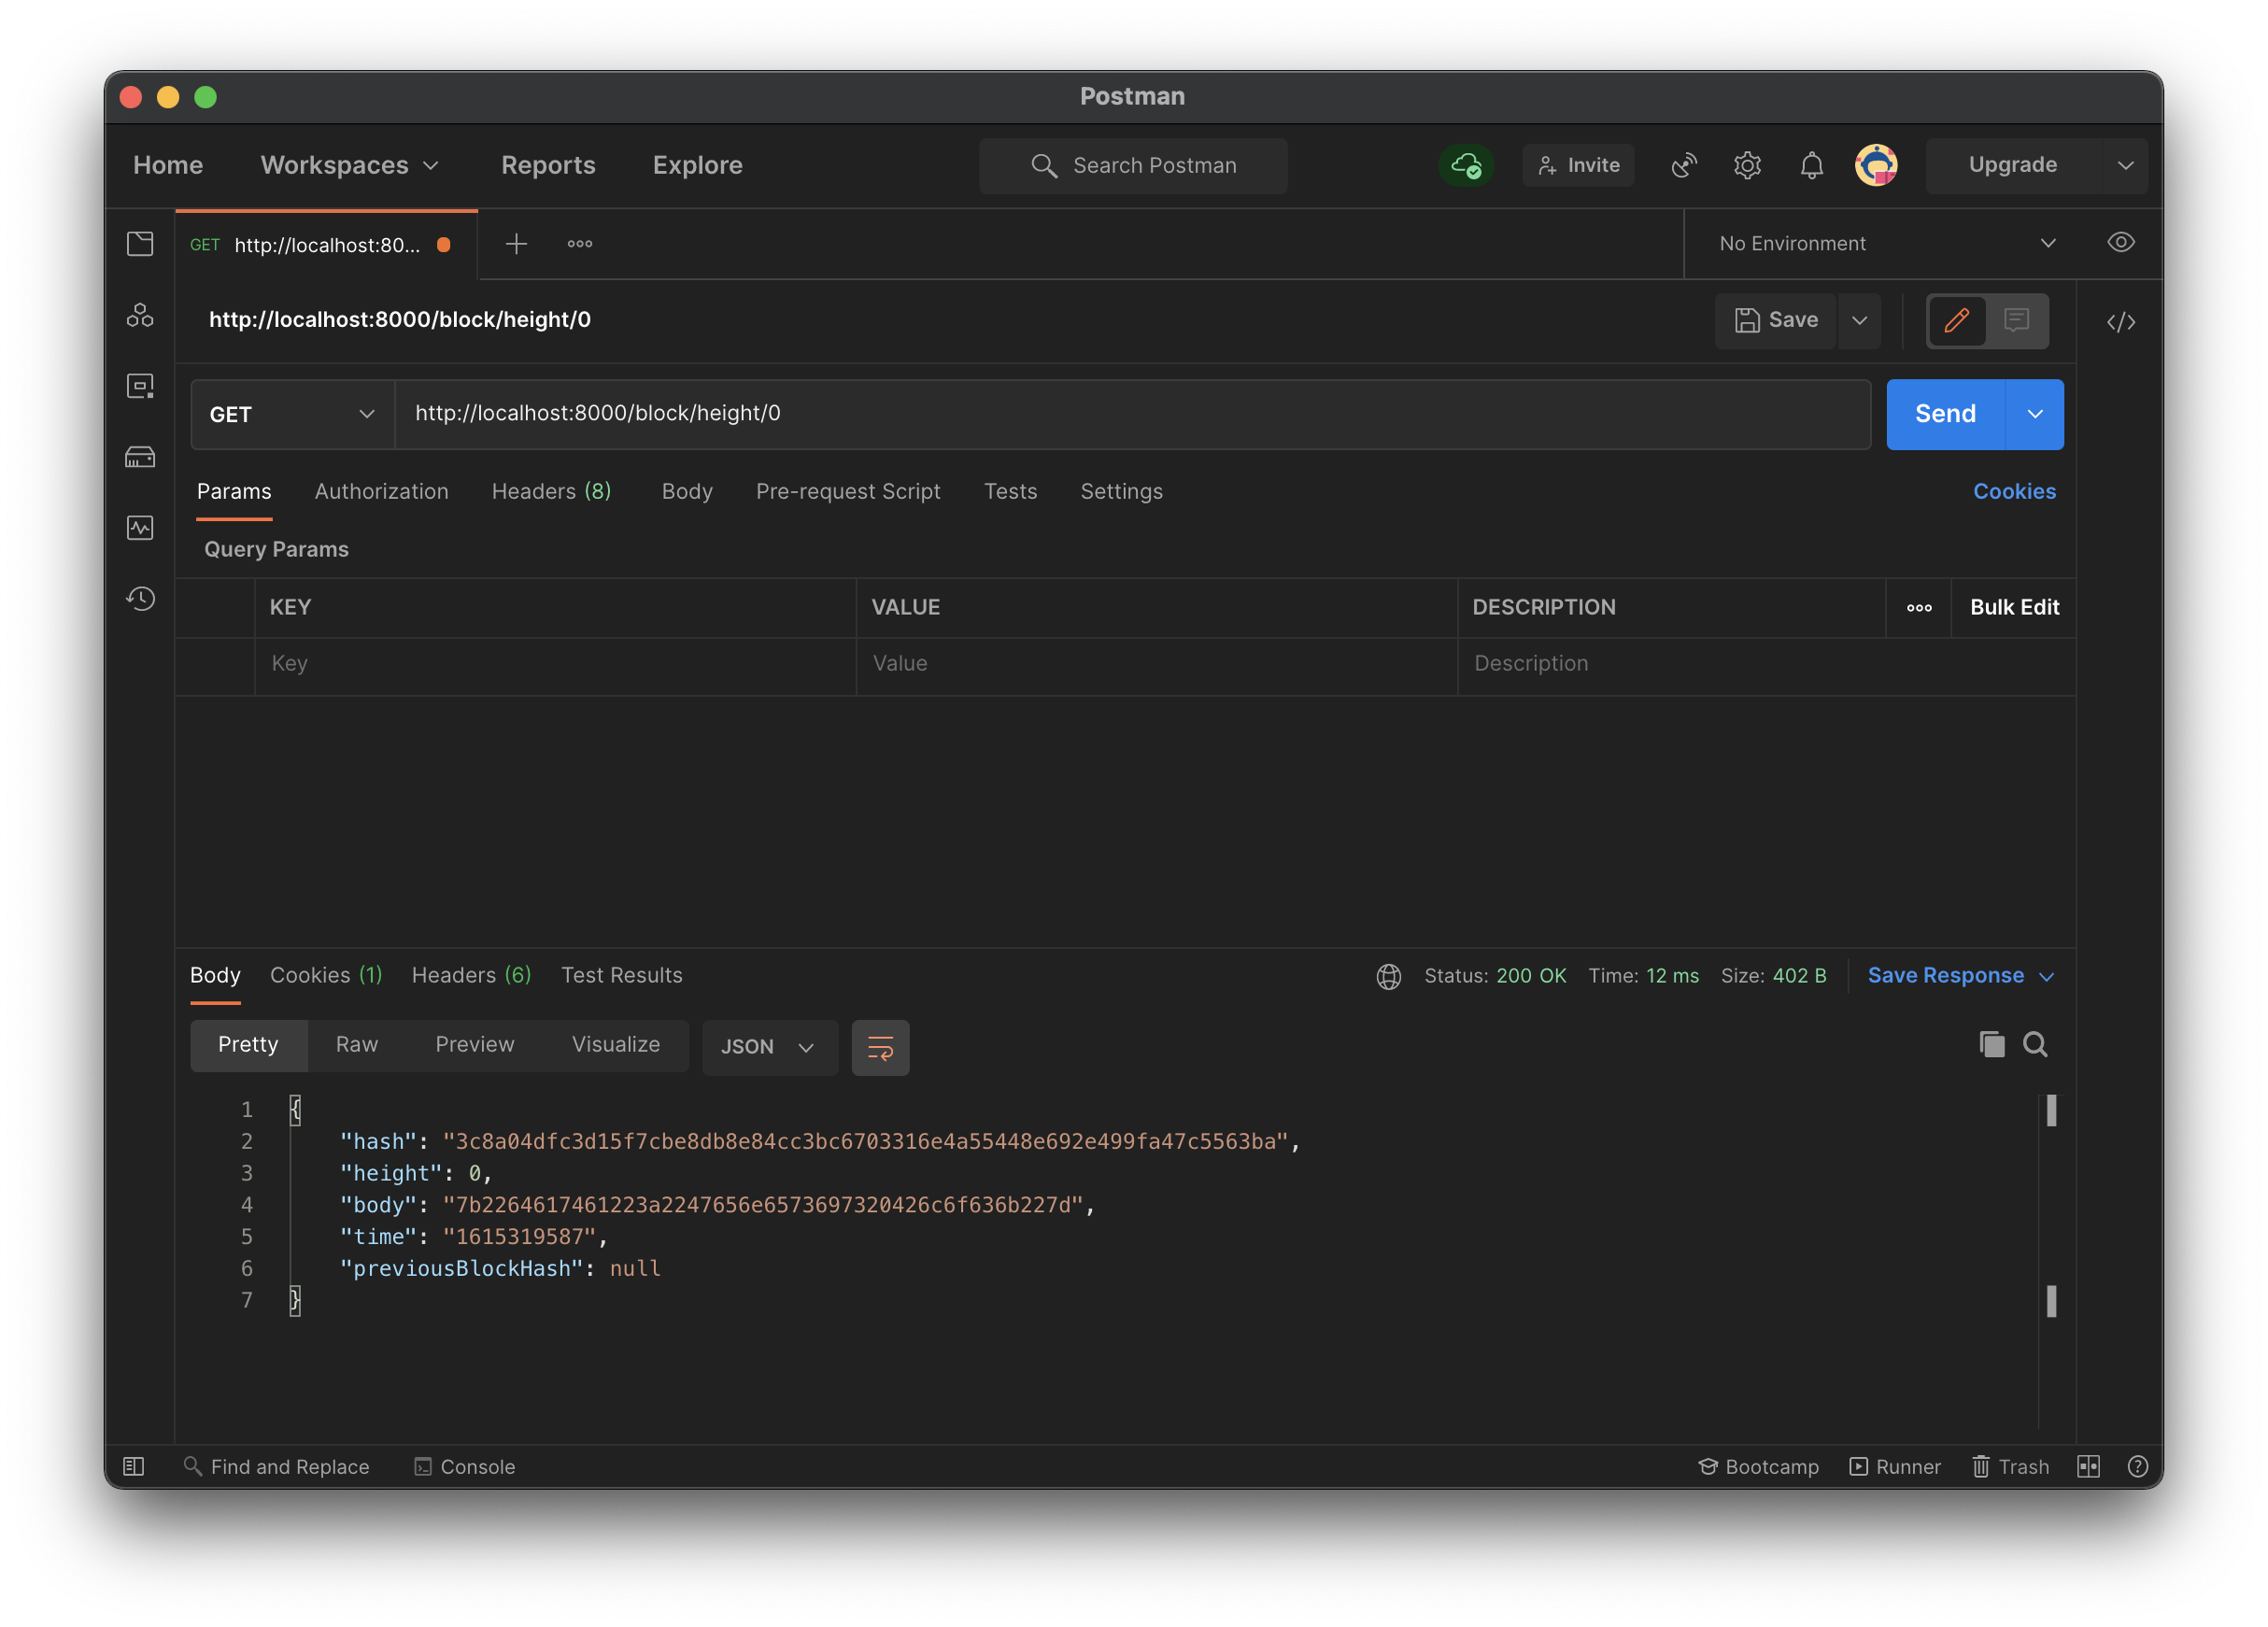 Postman
Home Workspaces Reports Explore Search Postman Invite Upgrade
GET http://localhost:80... No Environment
http://localhost:8000/block/height/0 Save
GET http://localhost:8000/block/height/0 Send
Params Authorization Headers (8) Body Pre-request Script Tests Settings Cookies
Query Params
KEY VALUE DESCRIPTION Bulk Edit
Key Value Description
Body Cookies (1) Headers (6) Test Results Status: 200 OK Time: 12 ms Size: 402 B Save Response
Pretty Raw Preview Visualize JSON
1 {
2 "hash": "3c8a04dfc3d15f7cbe8db8e84cc3bc6703316e4a55448e692e499fa47c5563ba",
3 "height": 0,
4 "body": "7b2264617461223a2247656e6573697320426c6f636b227d",
5 "time": "1615319587",
6 "previousBlockHash": null
7 }
Find and Replace Console Bootcamp Runner Trash